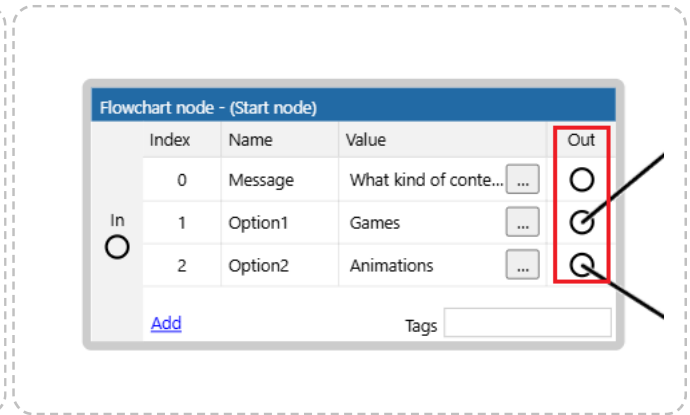 Flowchart node - (Start node)
Index Name Value Out
0 Message What kind of conte... ...
In
1 Option1 Games ...
2 Option2 Animations ...
Add Tags